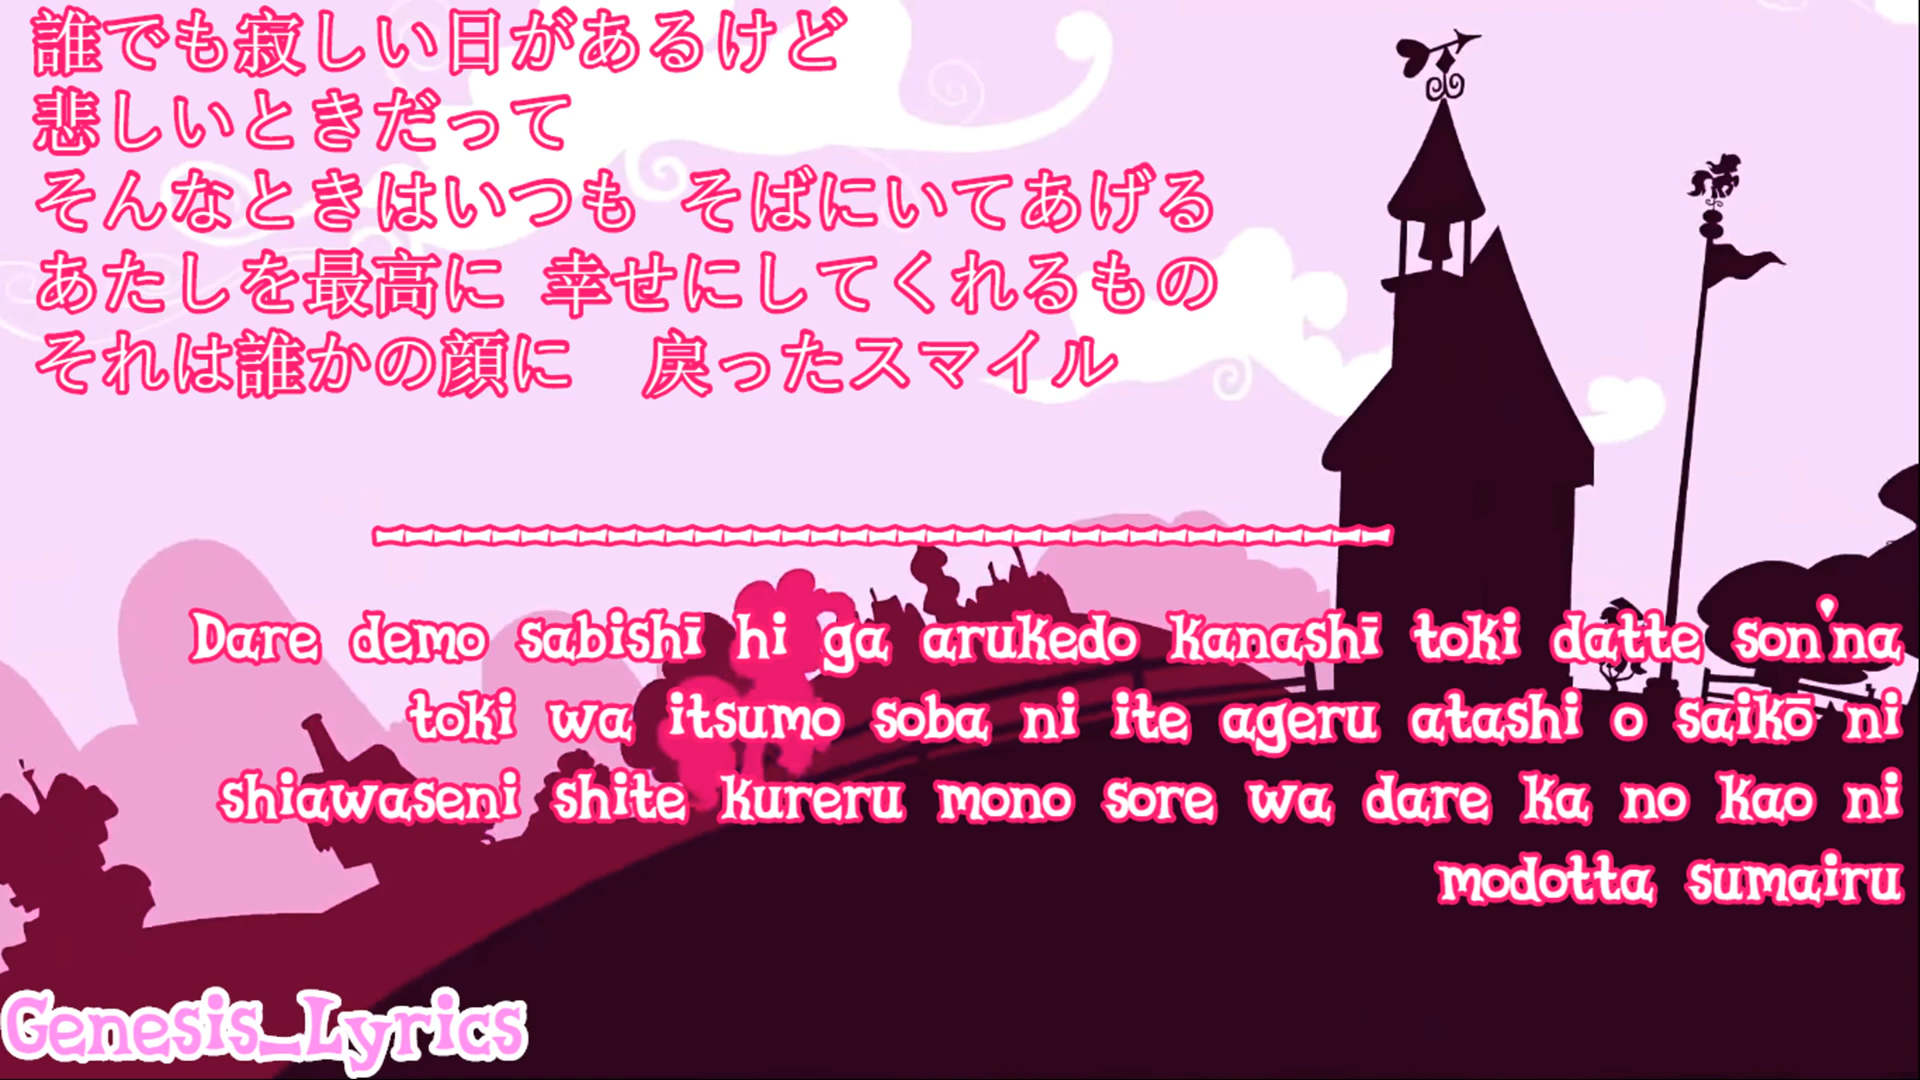 誰でも寂しい日があるけど
悲しいときだって
そんなときはいつも そばにいてあげる
あたしを最高に 幸せにしてくれるもの
それは誰かの顔に　戻ったスマイル
Dare demo sabishī hi ga arukedo kanashī toki datte son'na
toki wa itsumo soba ni ite ageru atashi o saikō ni
shiawaseni shite kureru mono sore wa dare ka no kao ni
modotta sumairu
Genesis_Lyrics